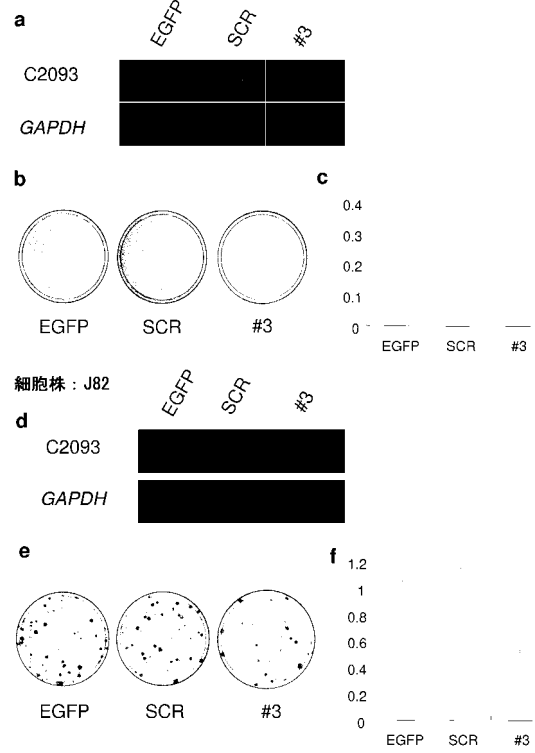 a
EGFP SCR #3
C2093
GAPDH
b
EGFP SCR #3
c
0.4
0.3
0.2
0.1
0
EGFP SCR #3
細胞株：J82
d
EGFP SCR #3
C2093
GAPDH
e
EGFP SCR #3
f
1.2
1
0.8
0.6
0.4
0.2
0
EGFP SCR #3